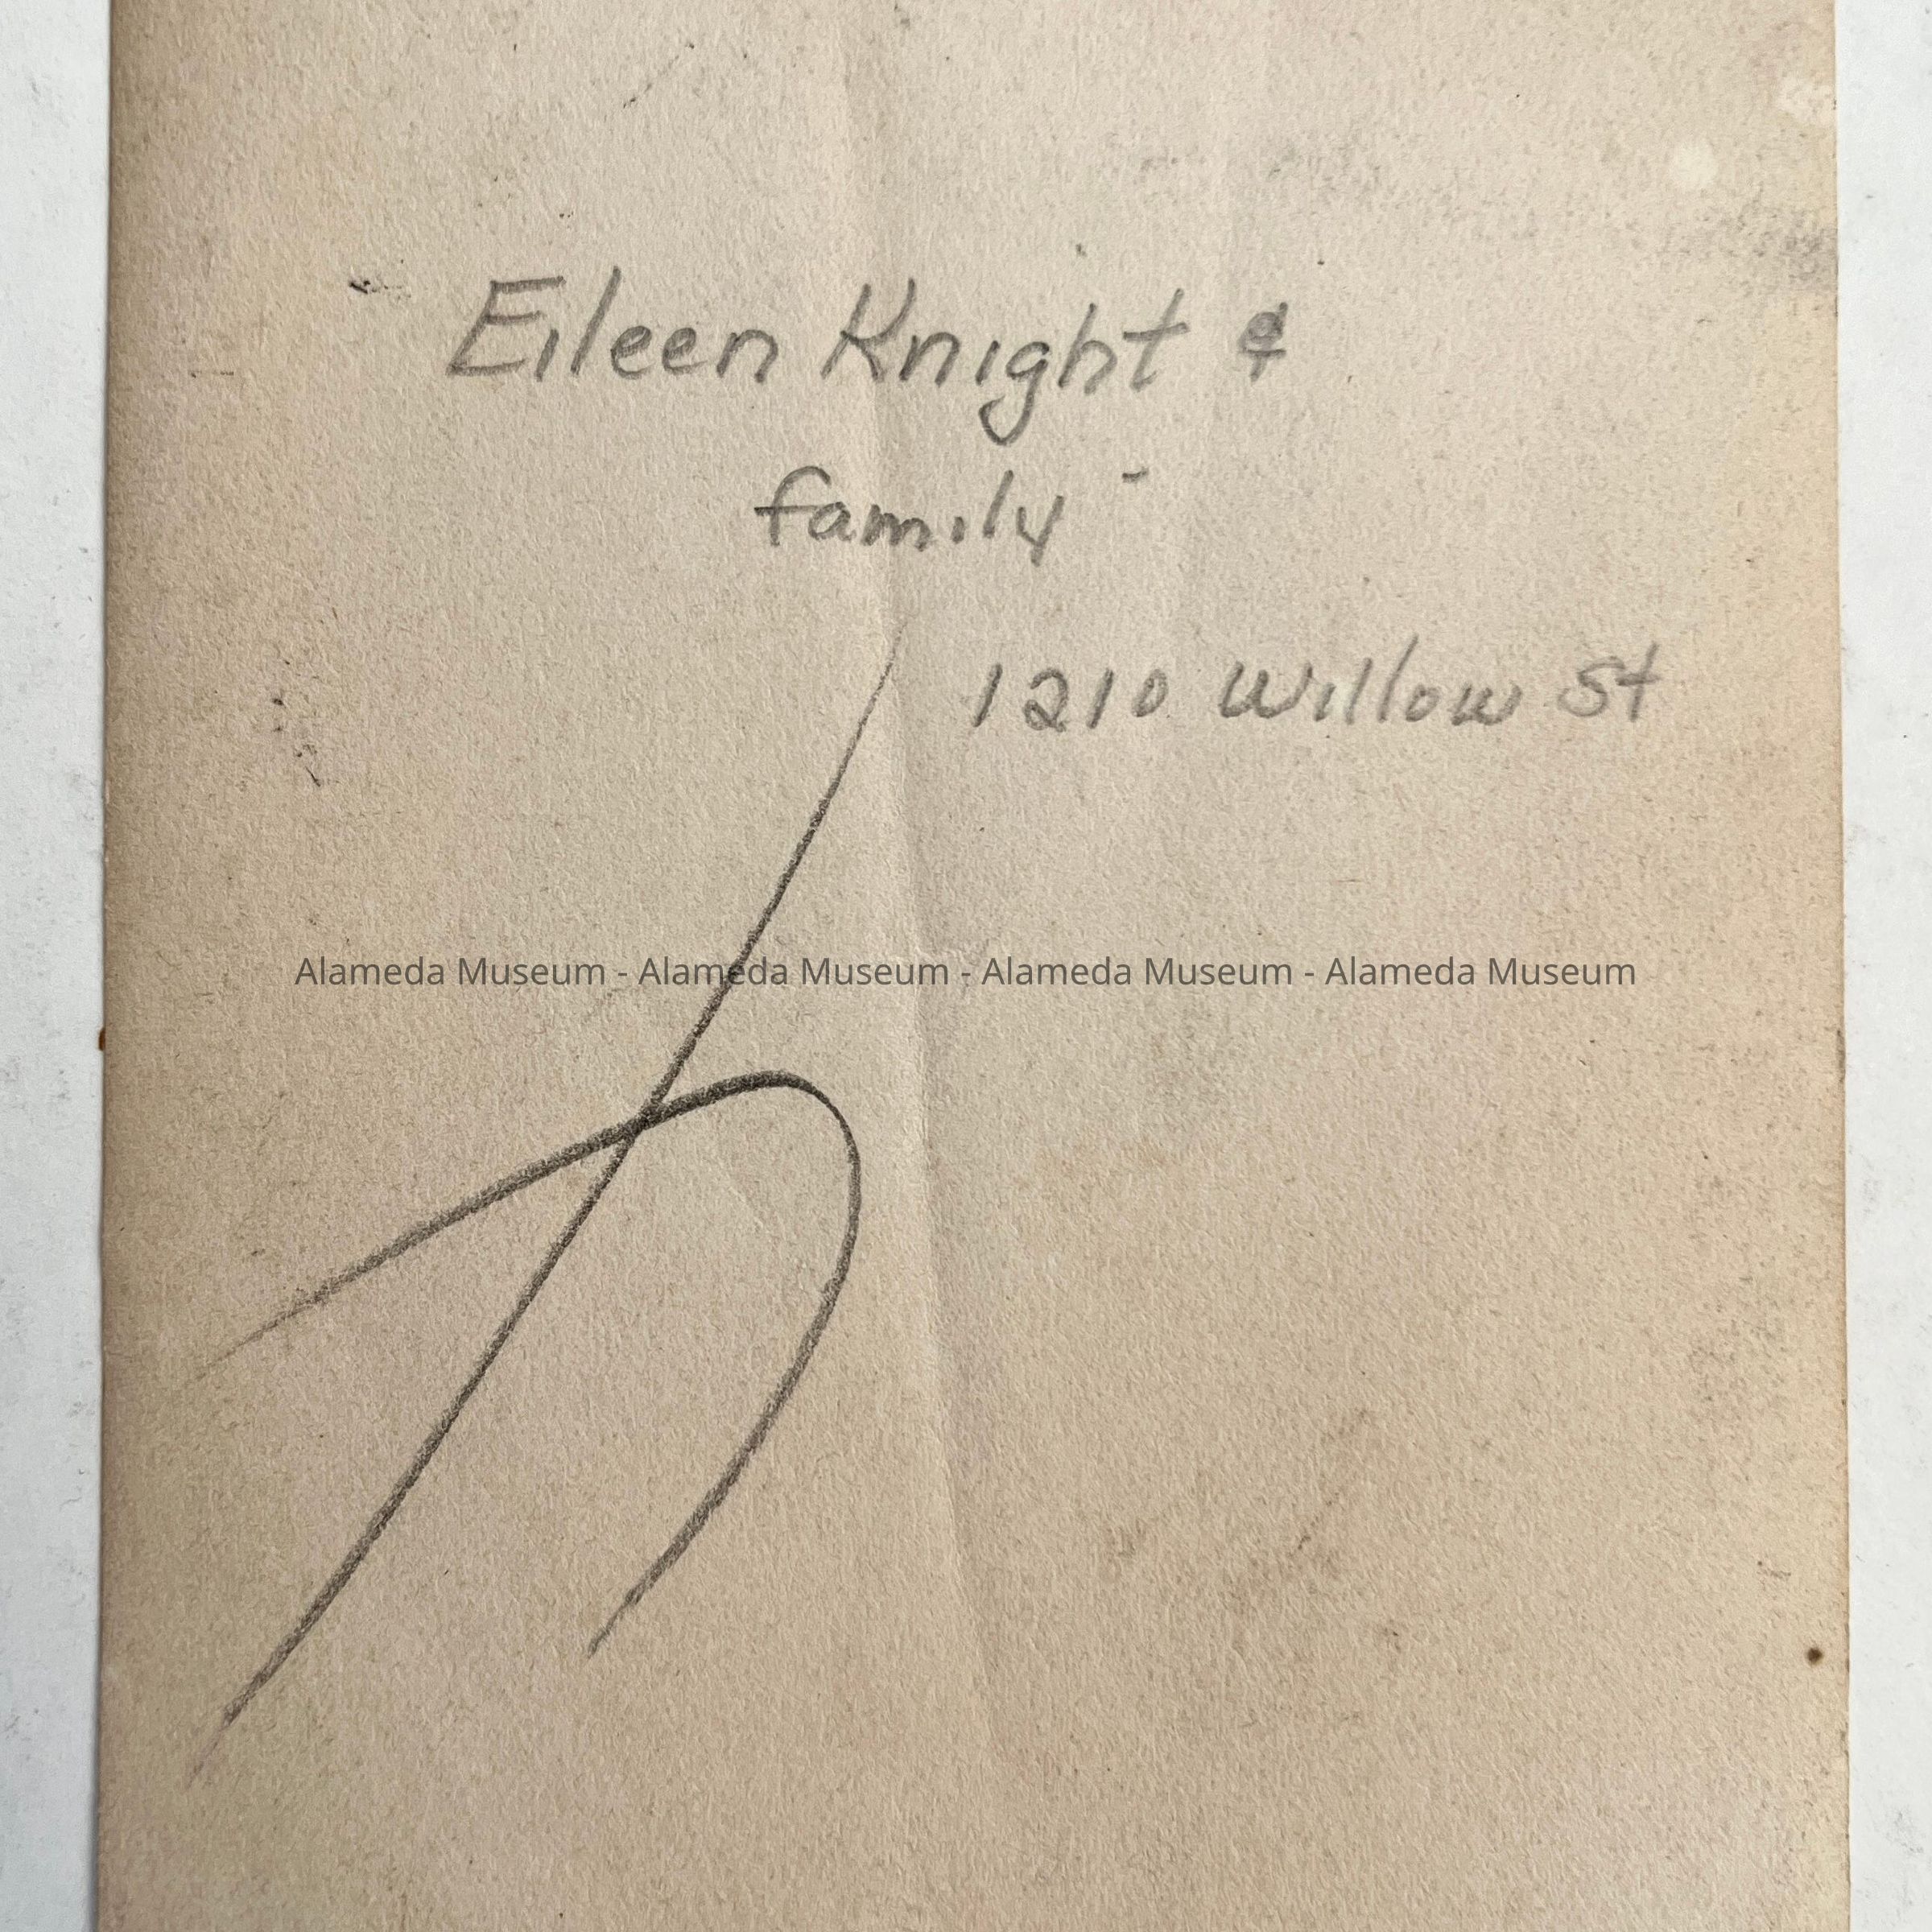 Eileen Knight &
family -
1210 Willow St
Alameda Museum - Alameda Museum - Alameda Museum - Alameda Museum